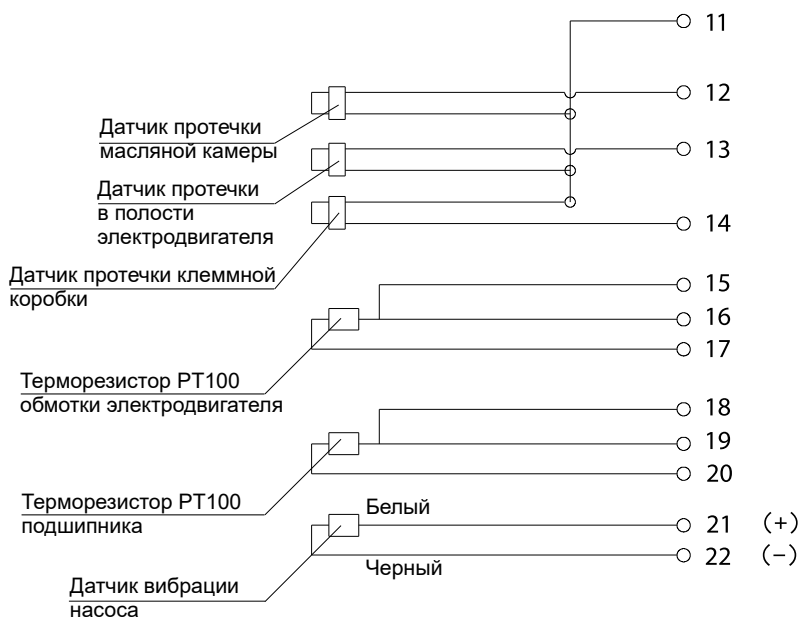 11
12
Датчик протечки
масляной камеры
13
Датчик протечки
в полости
электродвигателя
14
Датчик протечки клеммной
коробки
15
16
17
Терморезистор PT100
обмотки электродвигателя
18
19
20
Терморезистор PT100
подшипника
Белый
21 (+)
22 (−)
Черный
Датчик вибрации
насоса